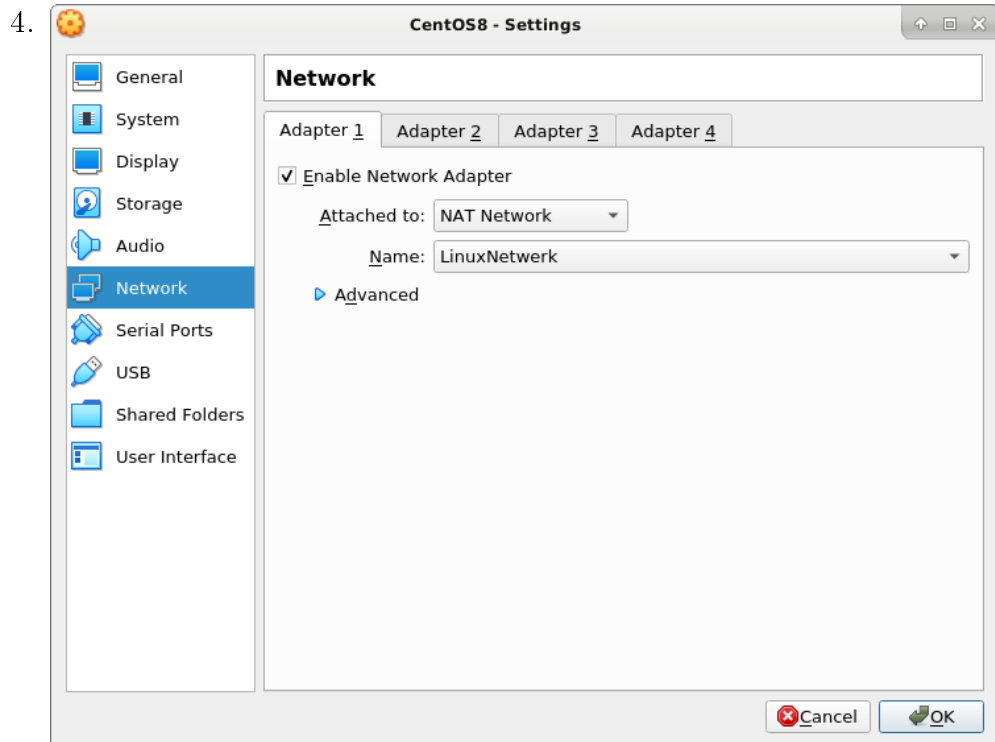 4.
CentOS8 - Settings
General
System
Display
Storage
Audio
Network
Serial Ports
USB
Shared Folders
User Interface
Network
Adapter 1 Adapter 2 Adapter 3 Adapter 4
Enable Network Adapter
Attached to: NAT Network
Name: LinuxNetwerk
Advanced
Cancel OK